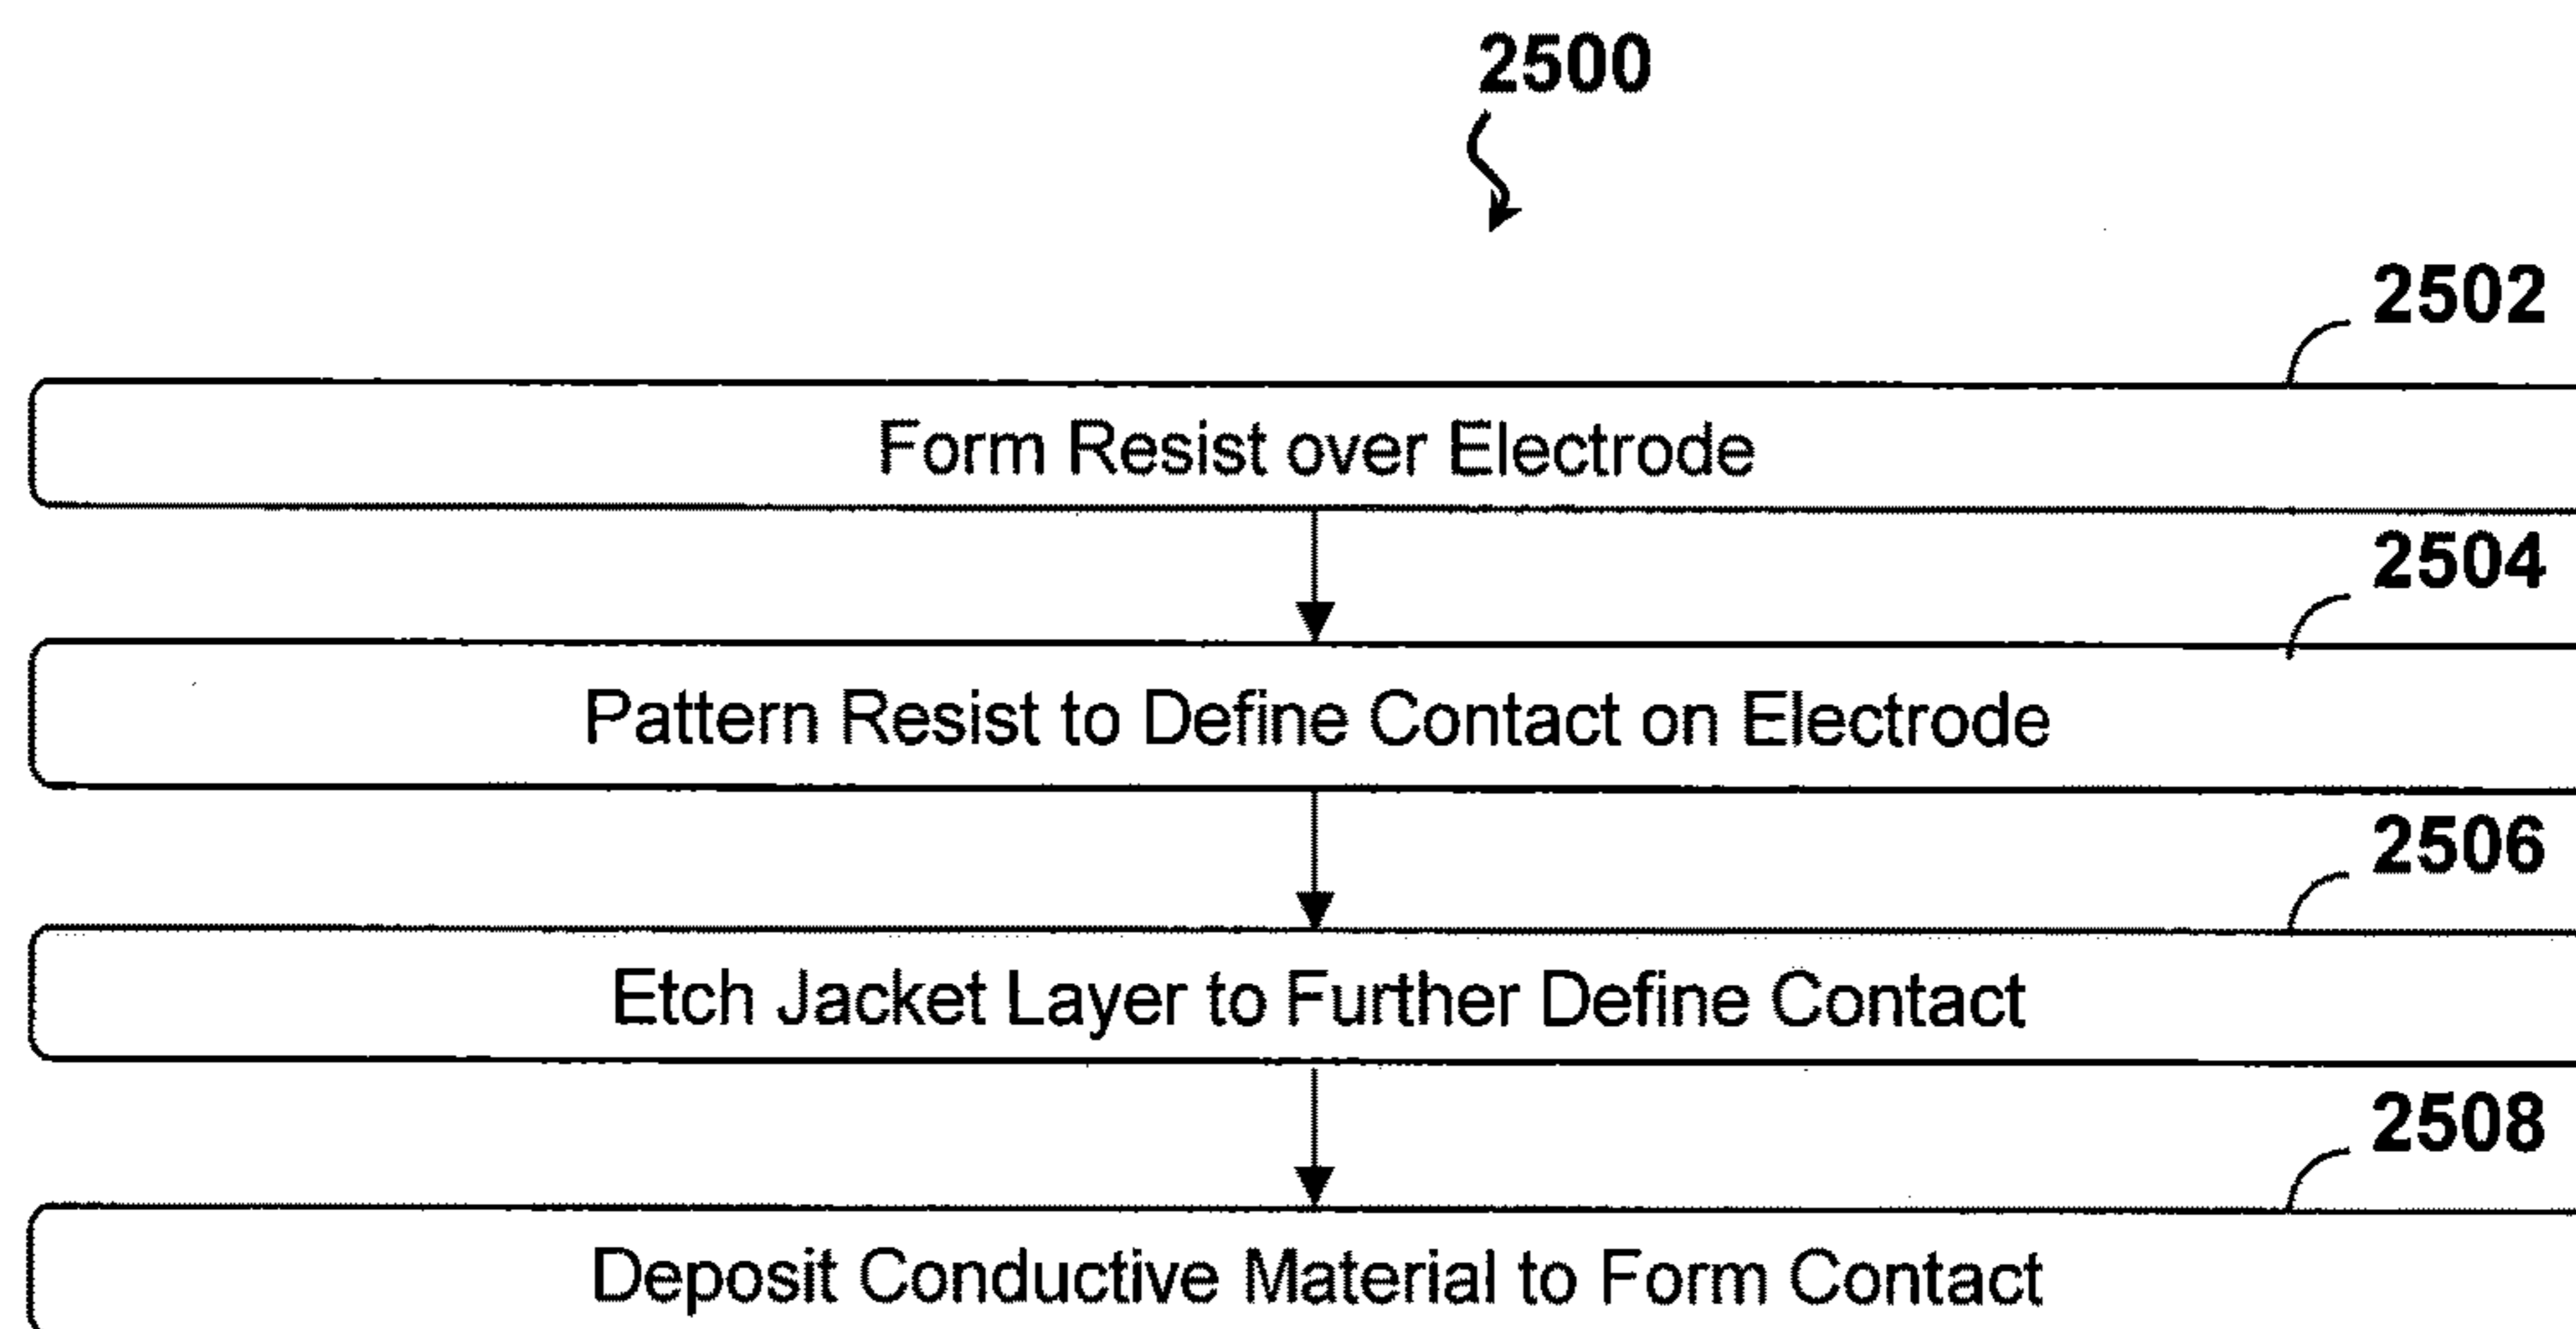 2500
2502
Form Resist over Electrode
2504
Pattern Resist to Define Contact on Electrode
2506
Etch Jacket Layer to Further Define Contact
2508
Deposit Conductive Material to Form Contact